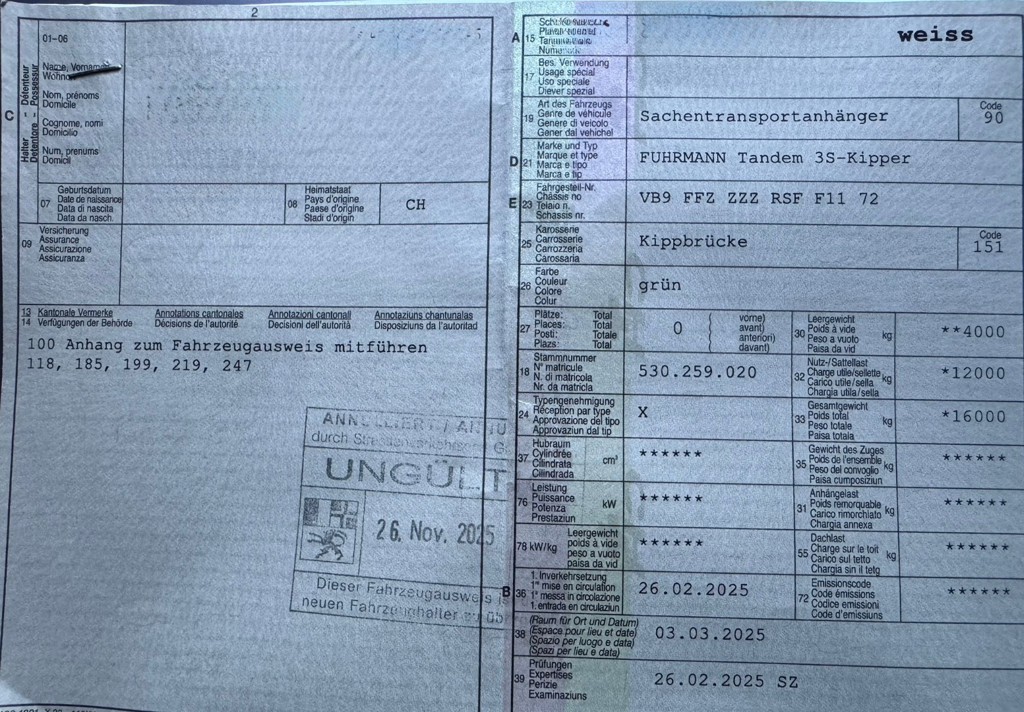 2
01-06
Name, Vornamen
Wohnort
Nom, prénoms
Domicile
Cognome, nomi
Domicilio
Num, prenums
Domicil
C
Halter - Détenteur
Detentore - Possessur
07
Geburtsdatum
Date de naissance
Data di nascita
Data da nasch.
08
Heimatstaat
Pays d'origine
Paese d'origine
Stadi d'origin
CH
09
Versicherung
Assurance
Assicurazione
Assicuranza
13 Kantonale Vermerke Annotations cantonales Annotazioni cantonali Annotaziuns chantunalas
14 Verfügungen der Behörde Décisions de l'autorité Decisioni dell'autorità Disposiziuns da l'autoritad
100 Anhang zum Fahrzeugausweis mitführen
118, 185, 199, 219, 247
ANNULLIERT / ANNU
durch Strassenverkehrsamt G
UNGÜLT
26. Nov. 2025
Dieser Fahrzeugausweis is
neuen Fahrzeughalter zu üb
A 15
weiss
17
Bes. Verwendung
Usage spécial
Uso speciale
Diever spezial
19
Art des Fahrzeugs
Genre de véhicule
Genere di veicolo
Gener dal vehichel
Sachentransportanhänger
Code
90
D 21
Marke und Typ
Marque et type
Marca e tipo
Marca e tip
FUHRMANN Tandem 3S-Kipper
E 23
Fahrgestell-Nr.
Châssis no
Telaio n.
Schassis nr.
VB9 FFZ ZZZ RSF F11 72
25
Karosserie
Carrosserie
Carrozzeria
Carossaria
Kippbrücke
Code
151
26
Farbe
Couleur
Colore
Colur
grün
27
Plätze: Total
Places: Total
Posti: Totale
Plazs: Total
0
vorne)
avant)
anteriori)
davant)
30
Leergewicht
Poids à vide
Peso a vuoto
Paisa da vid
kg
**4000
18
Stammnummer
N° matricule
N. di matricola
Nr. da matricla
530.259.020
32
Nutz-/Sattellast
Charge utile/sellette
Carico utile/sella
Chargia utila/sella
kg
*12000
24
Typengenehmigung
Réception par type
Approvazione del tipo
Approvaziun dal tip
X
33
Gesamtgewicht
Poids total
Peso totale
Paisa totala
kg
*16000
37
Hubraum
Cylindrée
Cilindrata
Cilindrada
cm³
******
35
Gewicht des Zuges
Poids de l'ensemble
Peso del convoglio
Paisa cumposiziun
kg
******
76
Leistung
Puissance
Potenza
Prestaziun
kW
******
31
Anhängelast
Poids remorquable
Carico rimorchiato
Chargia annexa
kg
******
78 kW/kg
Leergewicht
poids à vide
peso a vuoto
paisa da vid
******
55
Dachlast
Charge sur le toit
Carico sul tetto
Chargia sin il tetg
kg
******
B 36
1. Inverkehrsetzung
1re mise en circulation
1a messa in circolazione
1. entrada en circulaziun
26.02.2025
72
Emissionscode
Code émissions
Codice emissioni
Code d'emissiuns
******
38
(Raum für Ort und Datum)
(Espace pour lieu et date)
(Spazio per luogo e data)
(Spazi per lieu e data)
03.03.2025
39
Prüfungen
Expertises
Perizie
Examinaziuns
26.02.2025 SZ